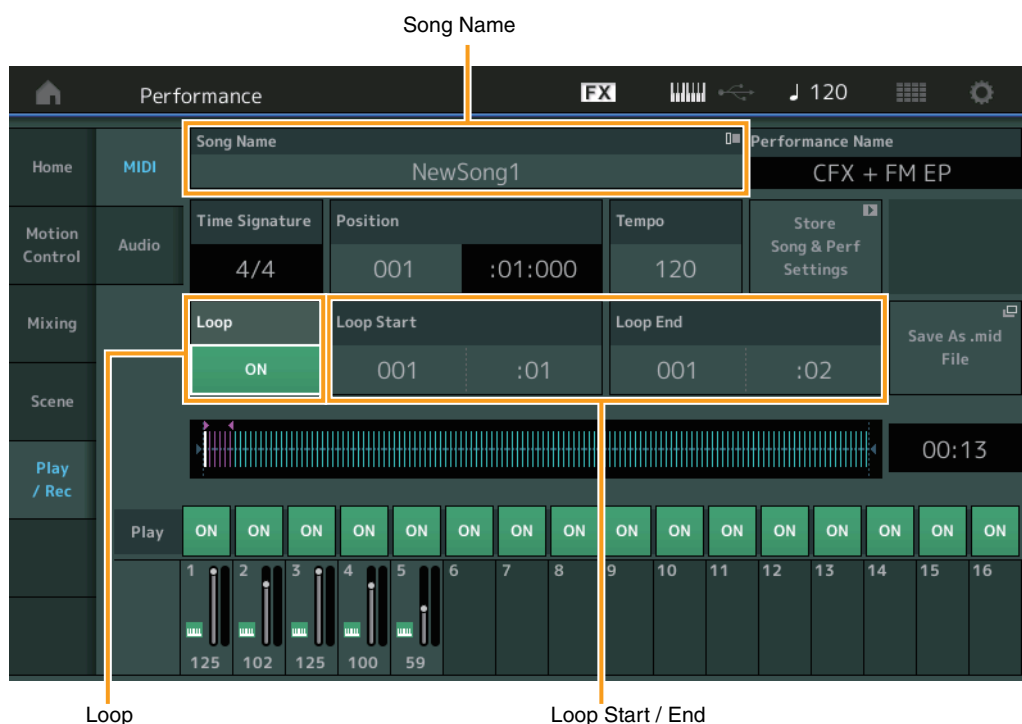 Song Name
Performance
FX
♩ 120
Home
MIDI
Song Name
NewSong1
Performance Name
CFX + FM EP
Motion
Control
Audio
Time Signature
4/4
Position
001 :01:000
Tempo
120
Store
Song & Perf
Settings
Mixing
Loop
ON
Loop Start
001 :01
Loop End
001 :02
Save As .mid
File
Scene
Play
/ Rec
00:13
Play ON ON ON ON ON ON ON ON ON ON ON ON ON ON ON ON
1 2 3 4 5 6 7 8 9 10 11 12 13 14 15 16
125 102 125 100 59
Loop
Loop Start / End